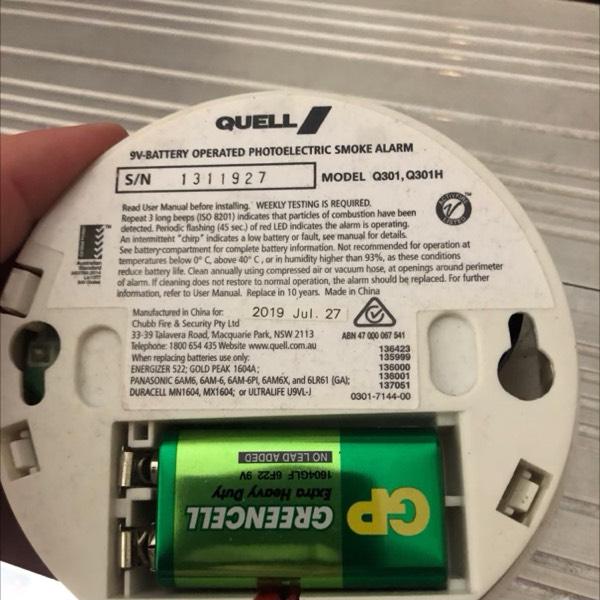 QUELL
9V-BATTERY OPERATED PHOTOELECTRIC SMOKE ALARM
S/N 1311927 MODEL Q301, Q301H
Read User Manual before installing. WEEKLY TESTING IS REQUIRED.
Repeat 3 long beeps (ISO 8201) indicates that particles of combustion have been
detected. Periodic flashing (45 sec.) of red LED indicates the alarm is operating.
An intermittent "chirp" indicates a low battery or fault, see manual for details.
See battery-compartment for complete battery information. Not recommended for operation at
temperatures below 0° C, above 40° C, or in humidity higher than 93%, as these conditions
reduce battery life. Clean annually using compressed air or vacuum hose, at openings around perimeter
of alarm. If cleaning does not restore to normal operation, the alarm should be replaced. For further
information, refer to User Manual. Replace in 10 years. Made in China
Australian
Standard
Manufactured in China for: 2019 Jul. 27
Chubb Fire & Security Pty Ltd
33-39 Talavera Road, Macquarie Park, NSW 2113 ABN 47 000 067 541
Telephone: 1800 654 435 Website www.quell.com.au
When replacing batteries use only:
ENERGIZER 522; GOLD PEAK 1604A;
PANASONIC 6AM6, 6AM-6, 6AM-6PI, 6AM6X, and 6LR61 (GA);
DURACELL MN1604, MX1604; or ULTRALIFE U9VL-J
136423
135999
136000
136001
137051
0301-7144-00
GP
GREENCELL
Extra Heavy Duty
1604GLF 6F22 9V
NO LEAD ADDED